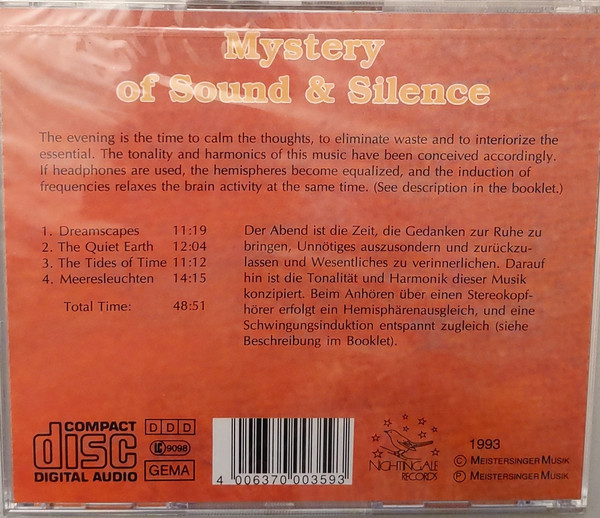 Mystery
of Sound & Silence
The evening is the time to calm the thoughts, to eliminate waste and to interiorize the
essential. The tonality and harmonics of this music have been conceived accordingly.
If headphones are used, the hemispheres become equalized, and the induction of
frequencies relaxes the brain activity at the same time. (See description in the booklet.)
1. Dreamscapes 11:19
2. The Quiet Earth 12:04
3. The Tides of Time 11:12
4. Meeresleuchten 14:15
Total Time: 48:51
Der Abend ist die Zeit, die Gedanken zur Ruhe zu
bringen, Unnötiges auszusondern und zurückzu-
lassen und Wesentliches zu verinnerlichen. Darauf
hin ist die Tonalität und Harmonik dieser Musik
konzipiert. Beim Anhören über einen Stereokopf-
hörer erfolgt ein Hemisphärenausgleich, und eine
Schwingungsinduktion entspannt zugleich (siehe
Beschreibung im Booklet).
COMPACT
disc
DIGITAL AUDIO
D D D
LC 9098
GEMA
4 006370 003593
NIGHTINGALE
RECORDS
1993
© MEISTERSINGER MUSIK
℗ MEISTERSINGER MUSIK